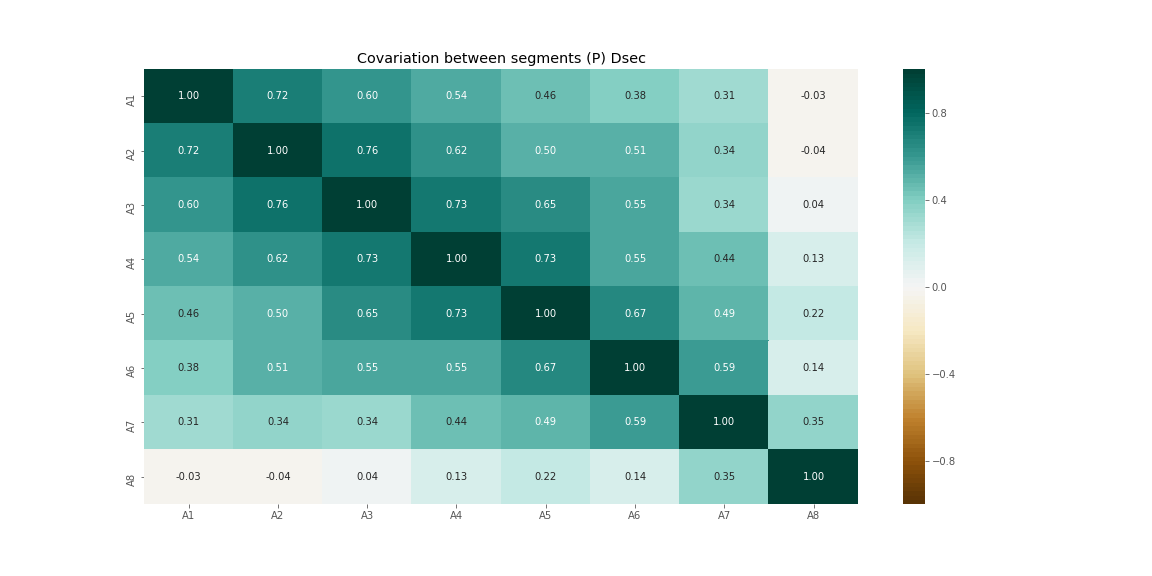 Covariation between segments (P) Dsec
A1 1.00 0.72 0.60 0.54 0.46 0.38 0.31 -0.03
A2 0.72 1.00 0.76 0.62 0.50 0.51 0.34 -0.04
A3 0.60 0.76 1.00 0.73 0.65 0.55 0.34 0.04
A4 0.54 0.62 0.73 1.00 0.73 0.55 0.44 0.13
A5 0.46 0.50 0.65 0.73 1.00 0.67 0.49 0.22
A6 0.38 0.51 0.55 0.55 0.67 1.00 0.59 0.14
A7 0.31 0.34 0.34 0.44 0.49 0.59 1.00 0.35
A8 -0.03 -0.04 0.04 0.13 0.22 0.14 0.35 1.00
A1 A2 A3 A4 A5 A6 A7 A8
0.8
0.4
0.0
−0.4
−0.8